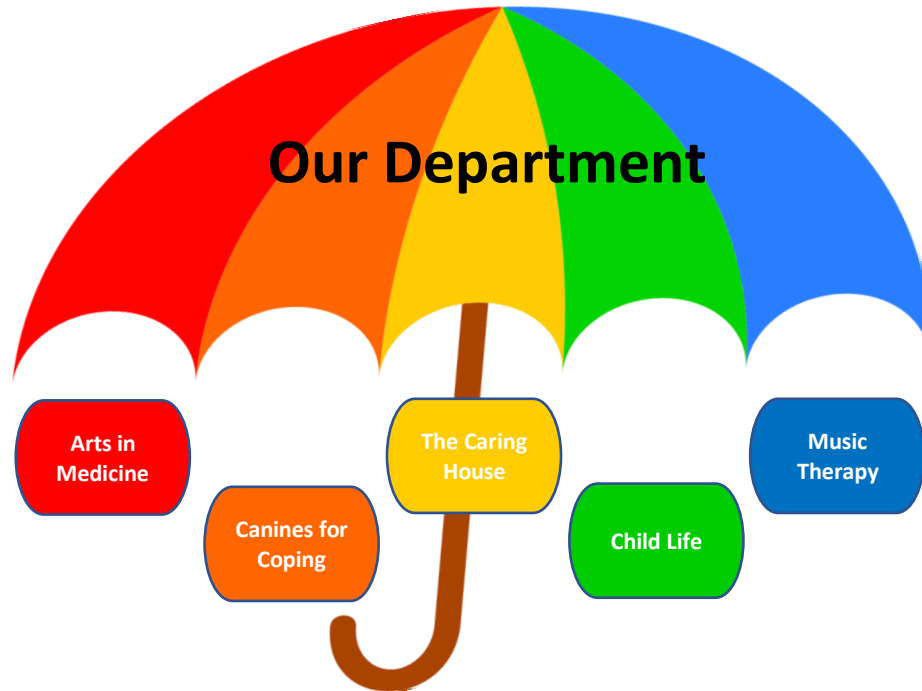 Our Department
Arts in
Medicine
Canines for
Coping
The Caring
House
Child Life
Music
Therapy